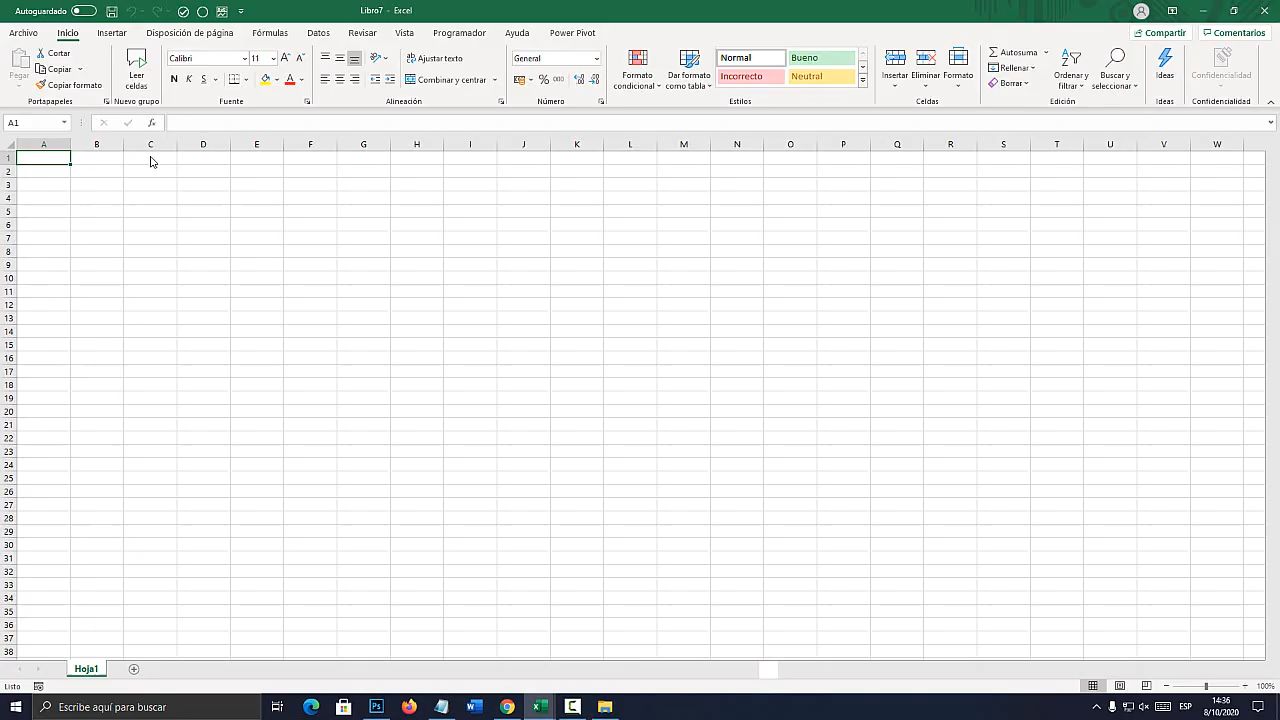 Autoguardado
Libro7 - Excel
Archivo Inicio Insertar Disposición de página Fórmulas Datos Revisar Vista Programador Ayuda Power Pivot
Compartir Comentarios
Pegar
Cortar
Copiar
Copiar formato
Portapapeles
Leer
celdas
Nuevo grupo
Calibri 11 A A
N K S
Fuente
Ajustar texto
Combinar y centrar
Alineación
General
% 000
Número
Formato
condicional
Dar formato
como tabla
Normal Bueno
Incorrecto Neutral
Estilos
Insertar Eliminar Formato
Celdas
Autosuma
Rellenar
Borrar
Ordenar y
filtrar
Buscar y
seleccionar
Edición
Ideas
Ideas
Confidencialidad
Confidencialidad
A1
fx
A B C D E F G H I J K L M N O P Q R S T U V W
1
2
3
4
5
6
7
8
9
10
11
12
13
14
15
16
17
18
19
20
21
22
23
24
25
26
27
28
29
30
31
32
33
34
35
36
37
38
Hoja1
Listo
100%
Escribe aquí para buscar
ESP
14:36
8/10/2020